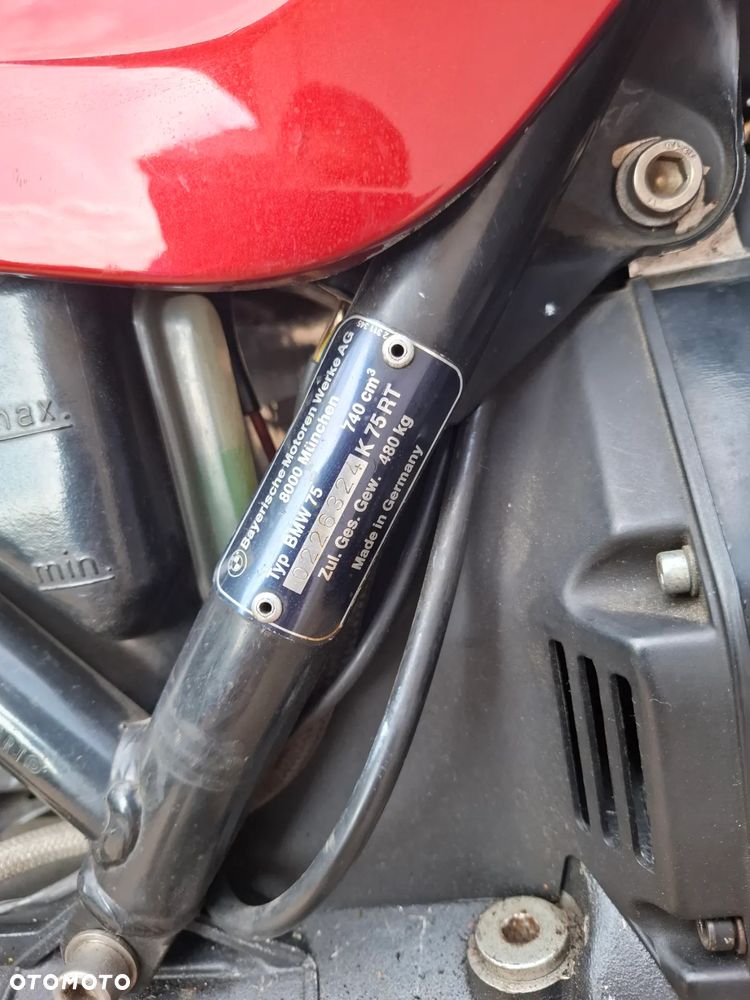 max.
min.
Bayerische Motoren Werke AG
8000 München
Typ BMW 75 740 cm³
0226324 K 75 RT
Zul. Ges. Gew. 480 kg
Made in Germany
OTOMOTO